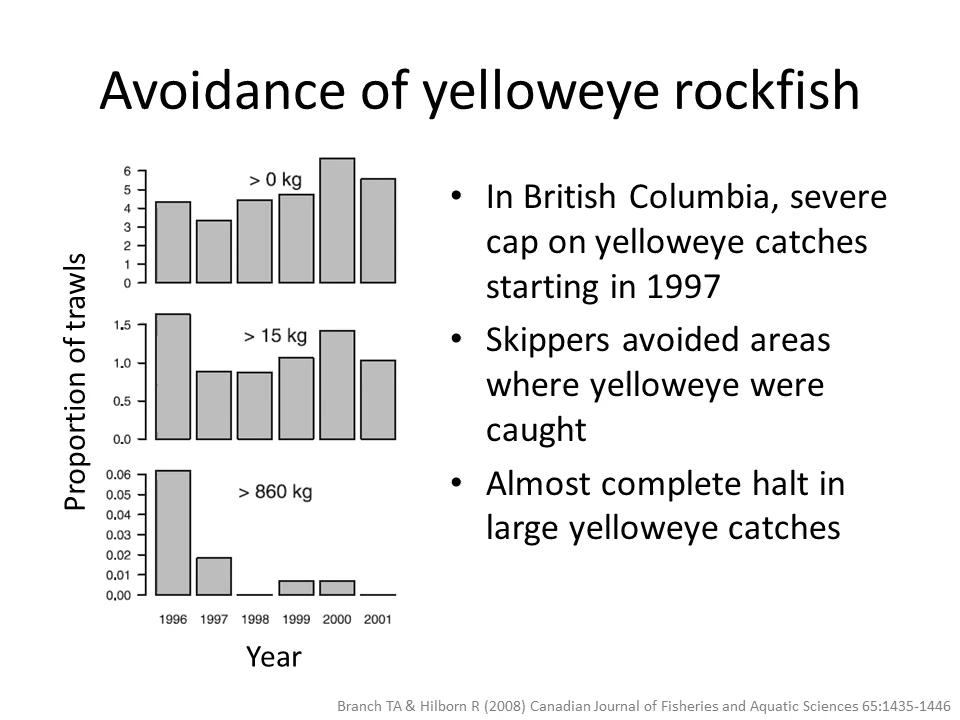 Avoidance of yelloweye rockfish
Proportion of trawls
> 0 kg
6
5
4
3
2
1
0
> 15 kg
1.5
1.0
0.5
0.0
> 860 kg
0.06
0.05
0.04
0.03
0.02
0.01
0.00
1996 1997 1998 1999 2000 2001
Year
• In British Columbia, severe
cap on yelloweye catches
starting in 1997
• Skippers avoided areas
where yelloweye were
caught
• Almost complete halt in
large yelloweye catches
Branch TA & Hilborn R (2008) Canadian Journal of Fisheries and Aquatic Sciences 65:1435-1446